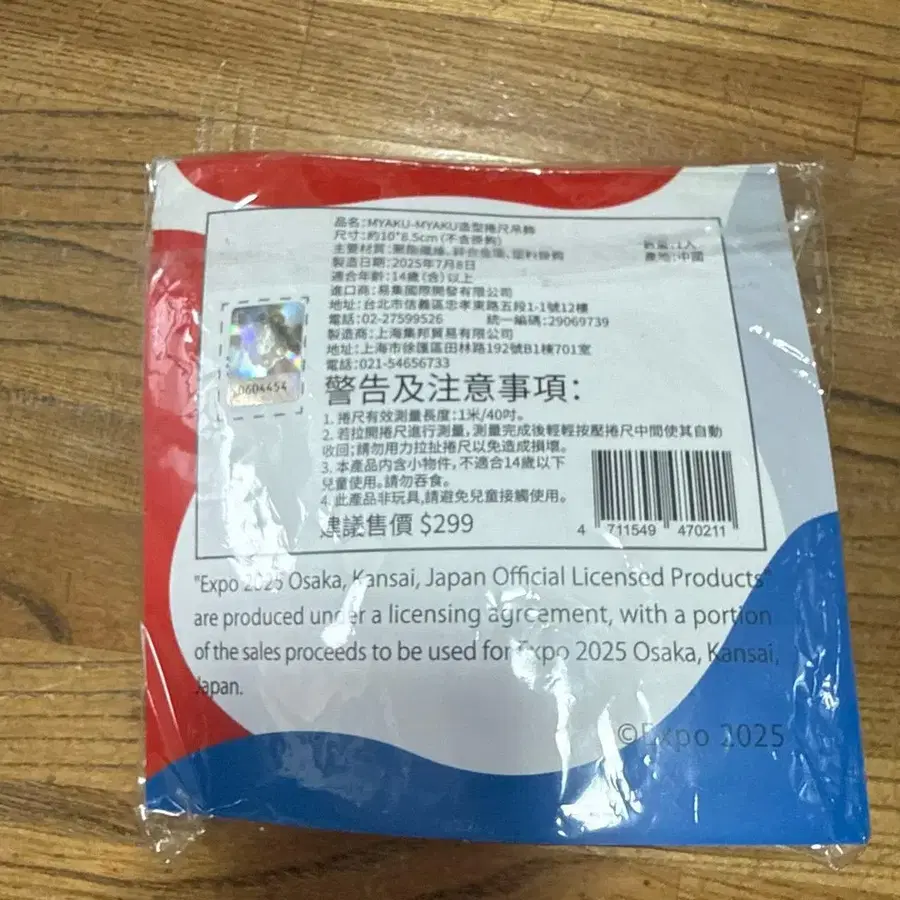 品名:MYAKU-MYAKU造型捲尺吊飾
尺寸:約10*8.5cm(不含掛鉤)
數量:1入
主要材質:聚酯纖維、鋅合金環、塑料掛鉤
產地:中國
製造日期:2025年7月8日
適合年齡:14歲(含)以上
進口商:易集國際開發有限公司
地址:台北市信義區忠孝東路五段1-1號12樓
電話:02-27599526 統一編碼:29069739
製造商:上海集邦貿易有限公司
地址:上海市徐匯區田林路192號B1棟701室
電話:021-54656733
0604454
警告及注意事項:
1. 捲尺有效測量長度:1米/40吋。
2. 若拉開捲尺進行測量,測量完成後輕輕按壓捲尺中間使其自動
收回;請勿用力拉扯捲尺以免造成損壞。
3. 本產品內含小物件,不適合14歲以下
兒童使用。請勿吞食。
4. 此產品非玩具,請避免兒童接觸使用。
建議售價 $299
4 711549 470211
"Expo 2025 Osaka, Kansai, Japan Official Licensed Products"
are produced under a licensing agreement, with a portion
of the sales proceeds to be used for Expo 2025 Osaka, Kansai,
Japan.
©Expo 2025